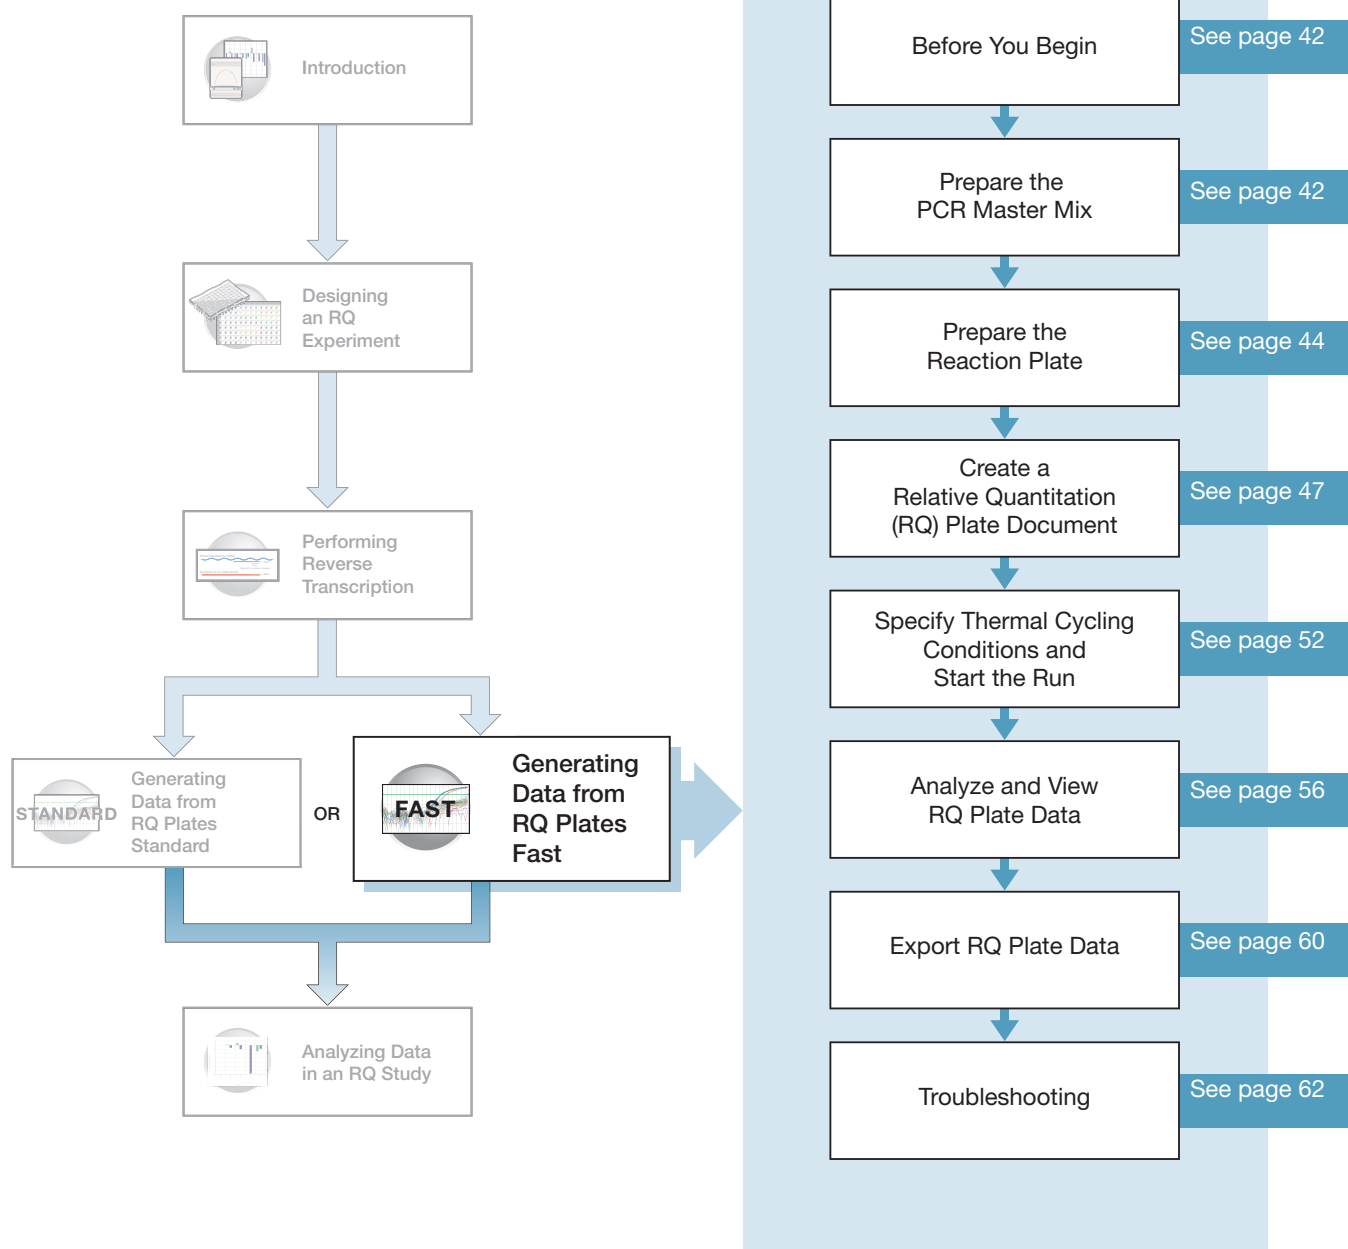 Introduction
Designing
an RQ
Experiment
Performing
Reverse
Transcription
STANDARD
Generating
Data from
RQ Plates
Standard
OR
FAST
Generating
Data from
RQ Plates
Fast
Analyzing Data
in an RQ Study
Before You Begin
See page 42
Prepare the
PCR Master Mix
See page 42
Prepare the
Reaction Plate
See page 44
Create a
Relative Quantitation
(RQ) Plate Document
See page 47
Specify Thermal Cycling
Conditions and
Start the Run
See page 52
Analyze and View
RQ Plate Data
See page 56
Export RQ Plate Data
See page 60
Troubleshooting
See page 62